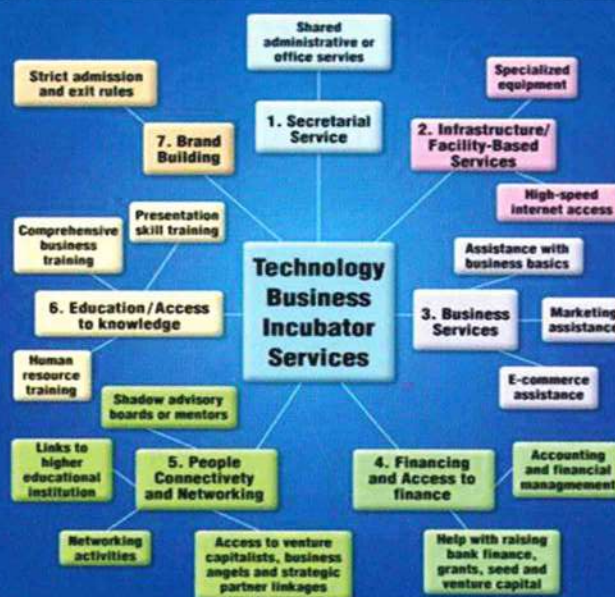 Shared
administrative or
office servies
1. Secretarial
Service
Specialized
equipment
2. Infrastructure/
Facility-Based
Services
High-speed
internet access
Strict admission
and exit rules
7. Brand
Building
Technology
Business
Incubator
Services
Assistance with
business basics
3. Business
Services
Marketing
assistance
E-commerce
assistance
Presentation
skill training
Comprehensive
business
training
6. Education/Access
to knowledge
Human
resource
training
Shadow advisory
boards or mentors
Links to
higher
educational
institution
5. People
Connectivity
and Networking
Networking
activities
Access to venture
capitalists, business
angels and strategic
partner linkages
4. Financing
and Access to
finance
Accounting
and financial
managmement
Help with raising
bank finance,
grants, seed and
venture capital